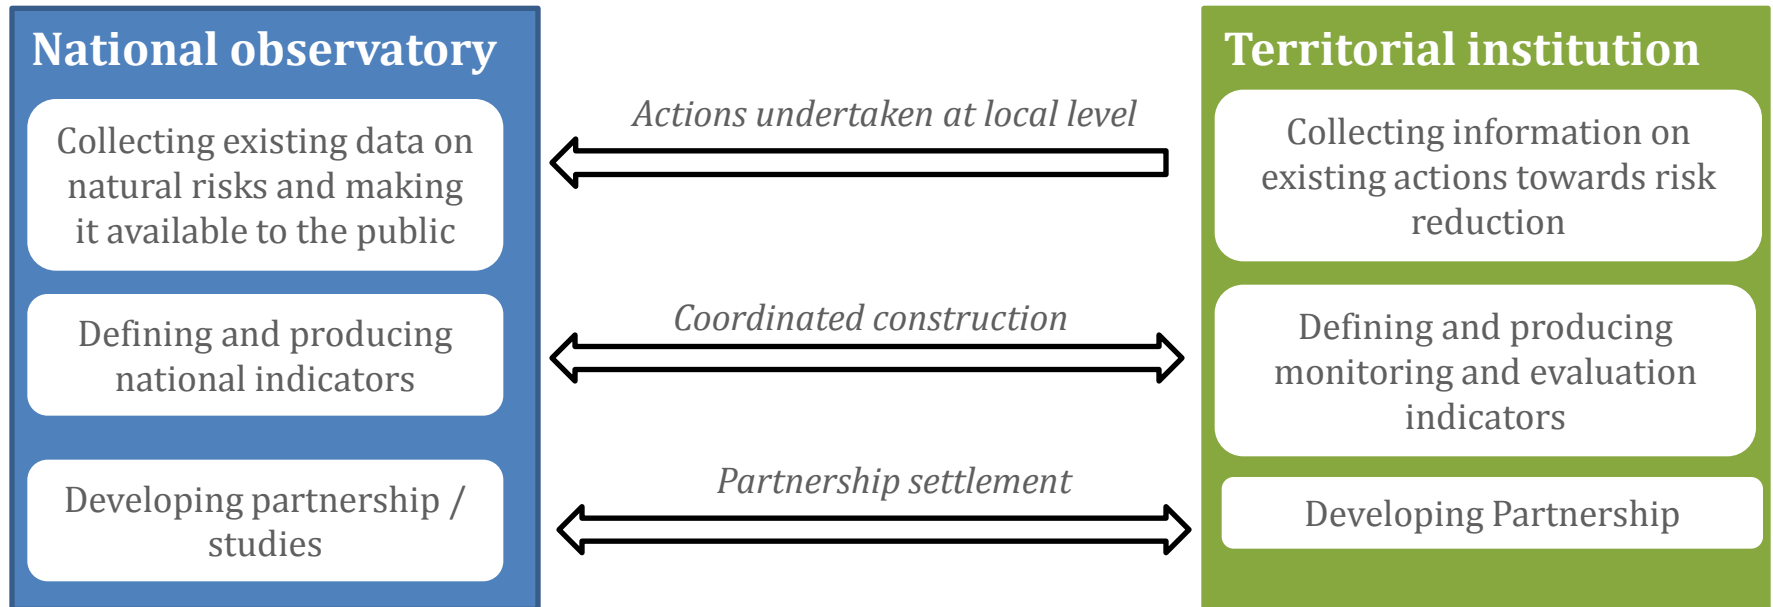 National observatory
Collecting existing data on
natural risks and making
it available to the public
Defining and producing
national indicators
Developing partnership /
studies
Actions undertaken at local level
Coordinated construction
Partnership settlement
Territorial institution
Collecting information on
existing actions towards risk
reduction
Defining and producing
monitoring and evaluation
indicators
Developing Partnership